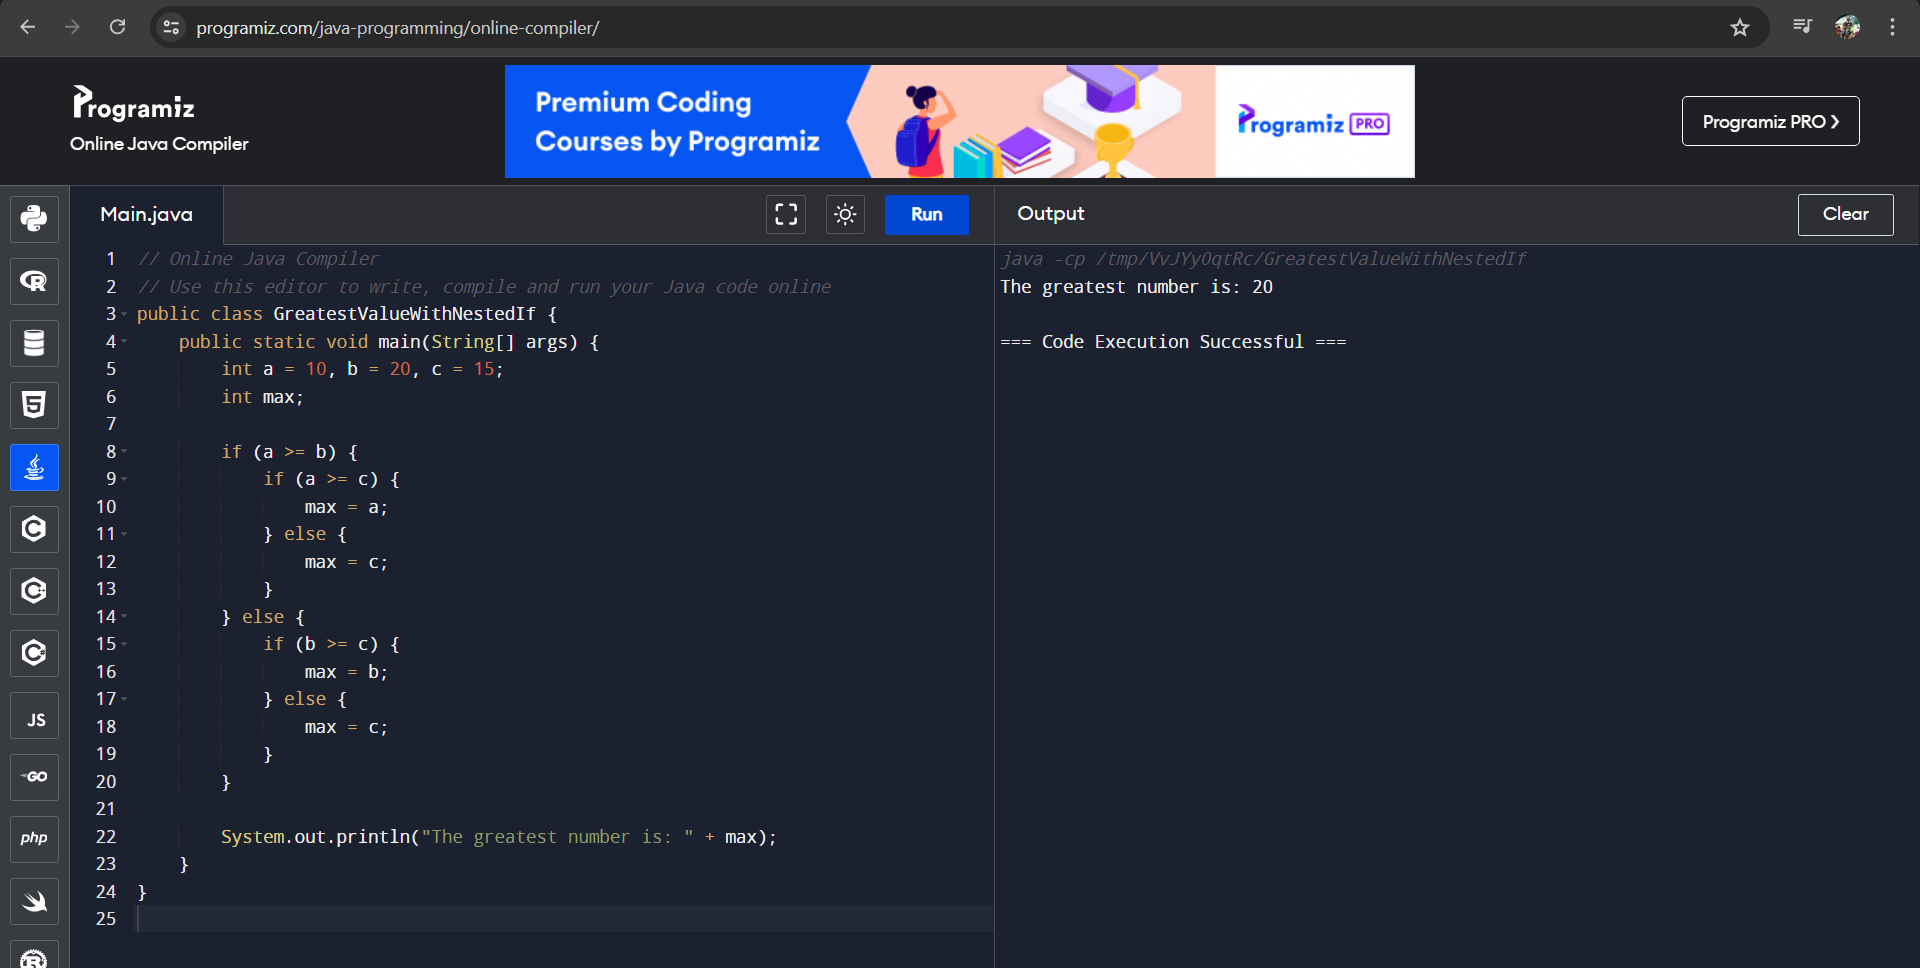 programiz.com/java-programming/online-compiler/
Programiz
Online Java Compiler
Premium Coding
Courses by Programiz
Programiz PRO
Programiz PRO ❯
Main.java
Run
Output
Clear
1 // Online Java Compiler
2 // Use this editor to write, compile and run your Java code online
3 public class GreatestValueWithNestedIf {
4     public static void main(String[] args) {
5         int a = 10, b = 20, c = 15;
6         int max;
7
8         if (a >= b) {
9             if (a >= c) {
10                 max = a;
11             } else {
12                 max = c;
13             }
14         } else {
15             if (b >= c) {
16                 max = b;
17             } else {
18                 max = c;
19             }
20         }
21
22         System.out.println("The greatest number is: " + max);
23     }
24 }
25
java -cp /tmp/VvJYyOqtRc/GreatestValueWithNestedIf
The greatest number is: 20
=== Code Execution Successful ===
R
5
C
C
C
JS
GO
php
R